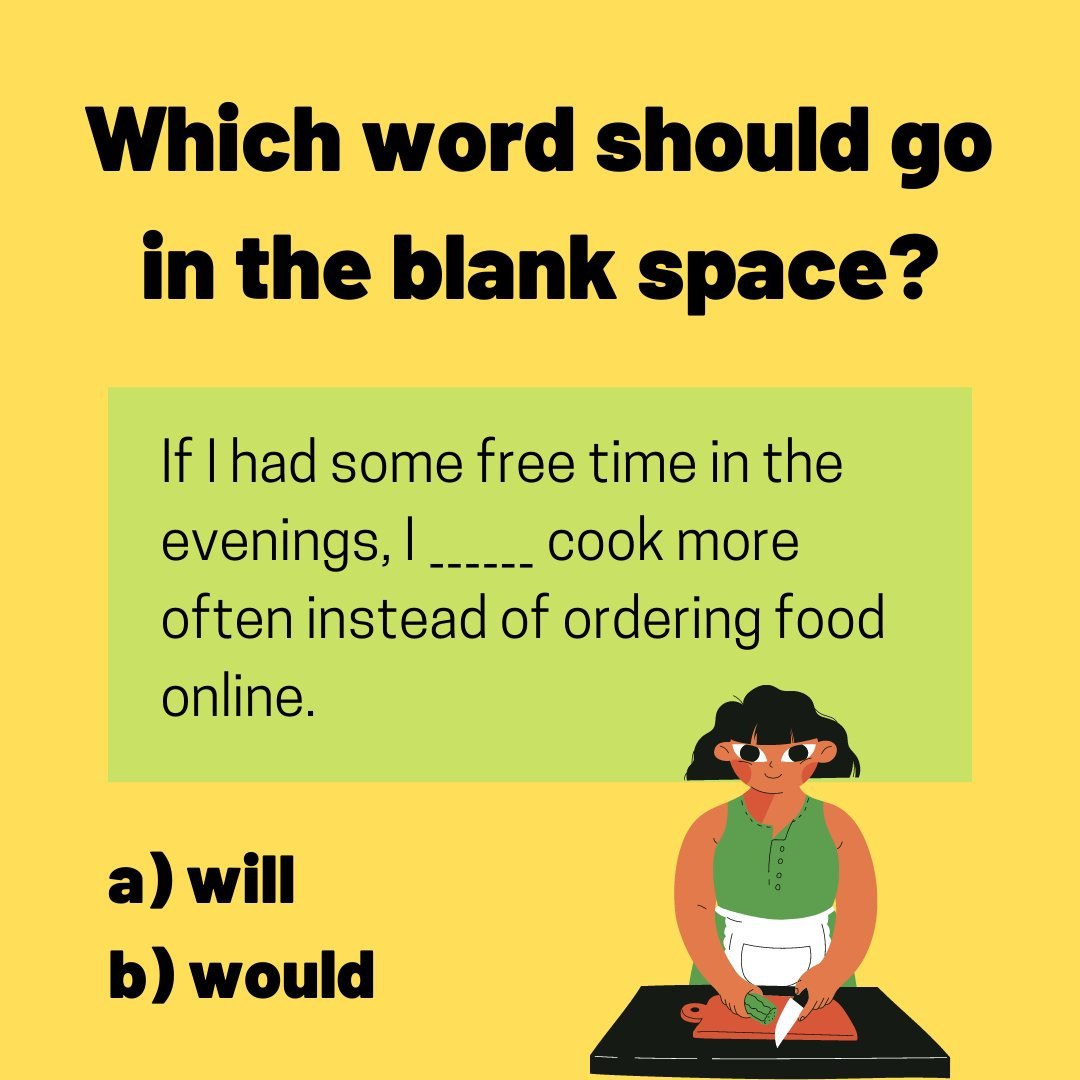 Which word should go
in the blank space?
If I had some free time in the
evenings, I ______ cook more
often instead of ordering food
online.
a) will
b) would